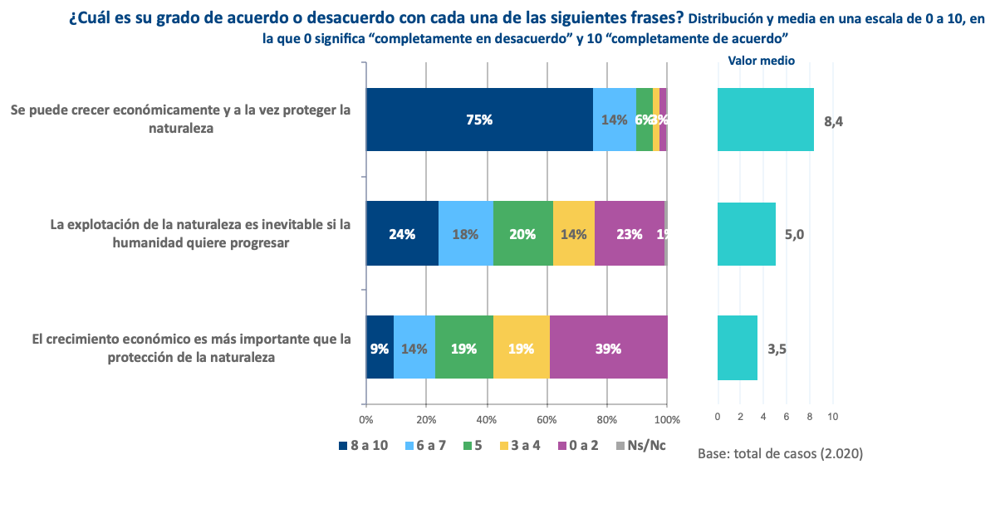 ¿Cuál es su grado de acuerdo o desacuerdo con cada una de las siguientes frases? Distribución y media en una escala de 0 a 10, en
la que 0 significa “completamente en desacuerdo” y 10 “completamente de acuerdo”
Valor medio
Se puede crecer económicamente y a la vez proteger la
naturaleza
75% 14% 6% 3%
8,4
La explotación de la naturaleza es inevitable si la
humanidad quiere progresar
24% 18% 20% 14% 23% 1%
5,0
El crecimiento económico es más importante que la
protección de la naturaleza
9% 14% 19% 19% 39%
3,5
0% 20% 40% 60% 80% 100%
0 2 4 6 8 10
8 a 10 6 a 7 5 3 a 4 0 a 2 Ns/Nc
Base: total de casos (2.020)